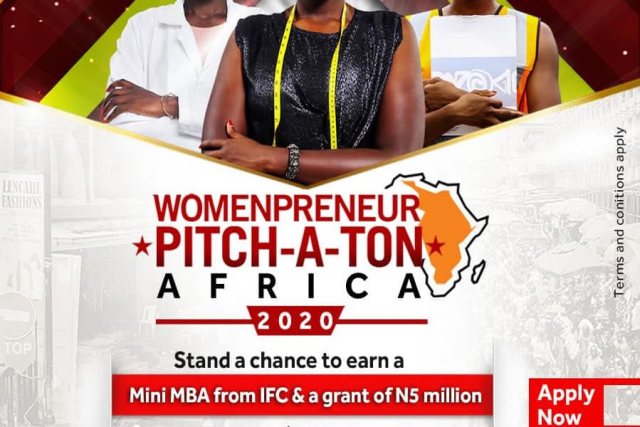 WOMENPRENEUR
PITCH-A-TON
AFRICA
2020
Stand a chance to earn a
Mini MBA from IFC & a grant of N5 million
Apply
Now
Terms and conitions apply
LENCARE
FASHIONS
STOP